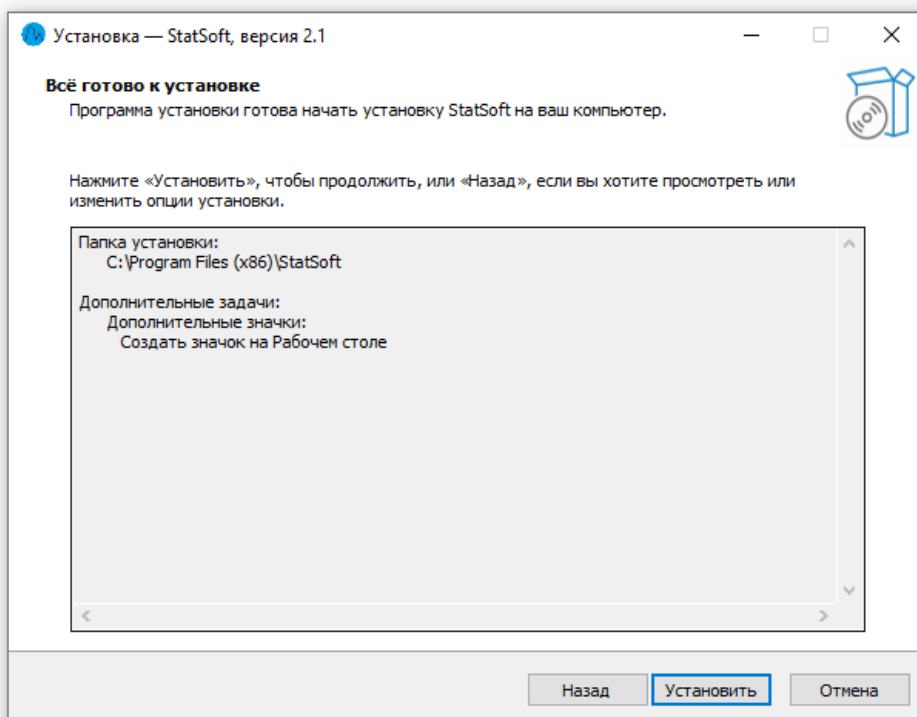 Установка — StatSoft, версия 2.1
Всё готово к установке
Программа установки готова начать установку StatSoft на ваш компьютер.
Нажмите «Установить», чтобы продолжить, или «Назад», если вы хотите просмотреть или
изменить опции установки.
Папка установки:
C:\Program Files (x86)\StatSoft
Дополнительные задачи:
Дополнительные значки:
Создать значок на Рабочем столе
Назад
Установить
Отмена